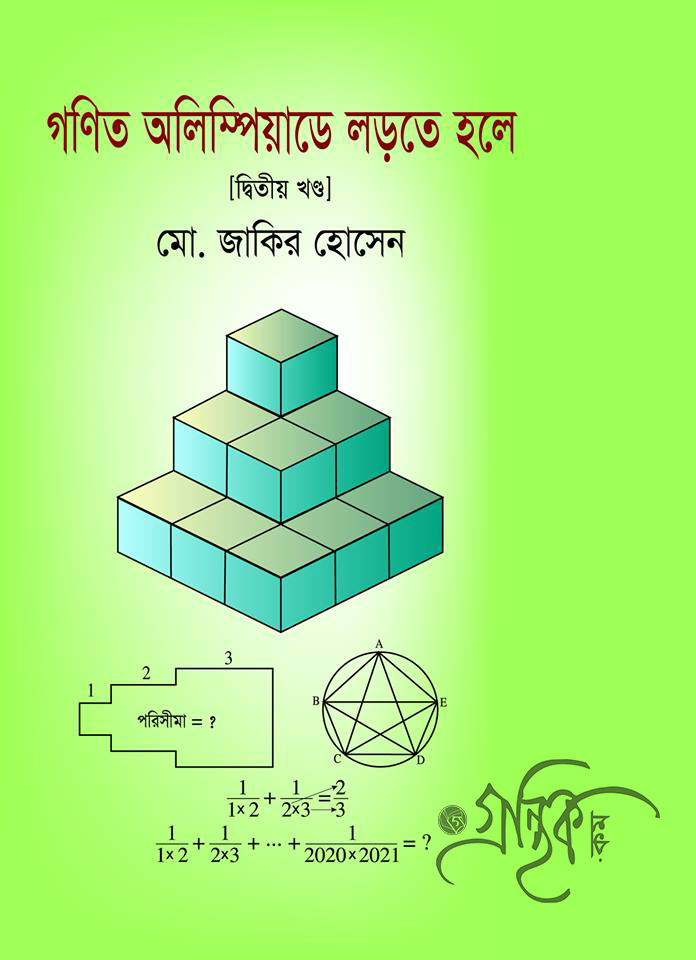 গণিত অলিম্পিয়াডে লড়তে হলে
[দ্বিতীয় খণ্ড]
মো. জাকির হোসেন
1 2 3
পরিসীমা = ?
A
B E
C D
1/1×2 + 1/2×3 = 2/3
1/1×2 + 1/2×3 + ··· + 1/2020×2021 = ?
গ্রন্থিক